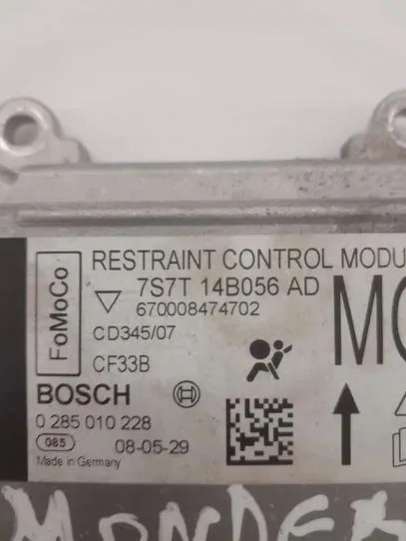 FoMoCo
RESTRAINT CONTROL MODU
7S7T 14B056 AD
670008474702
CD345/07
CF33B
BOSCH
0 285 010 228
085 08-05-29
Made in Germany
MONDE